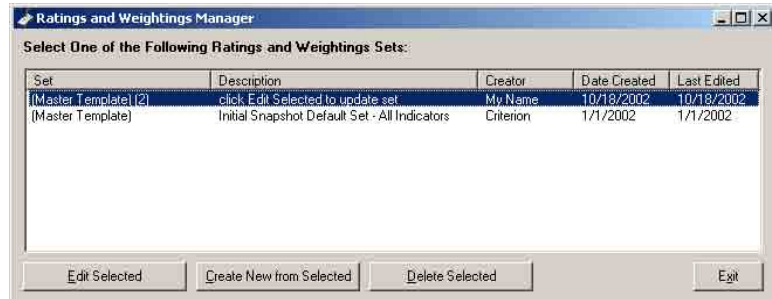 Ratings and Weightings Manager
Select One of the Following Ratings and Weightings Sets:
Set Description Creator Date Created Last Edited
(Master Template) (2) click Edit Selected to update set My Name 10/18/2002 10/18/2002
(Master Template) Initial Snapshot Default Set - All Indicators Criterion 1/1/2002 1/1/2002
Edit Selected Create New from Selected Delete Selected Exit